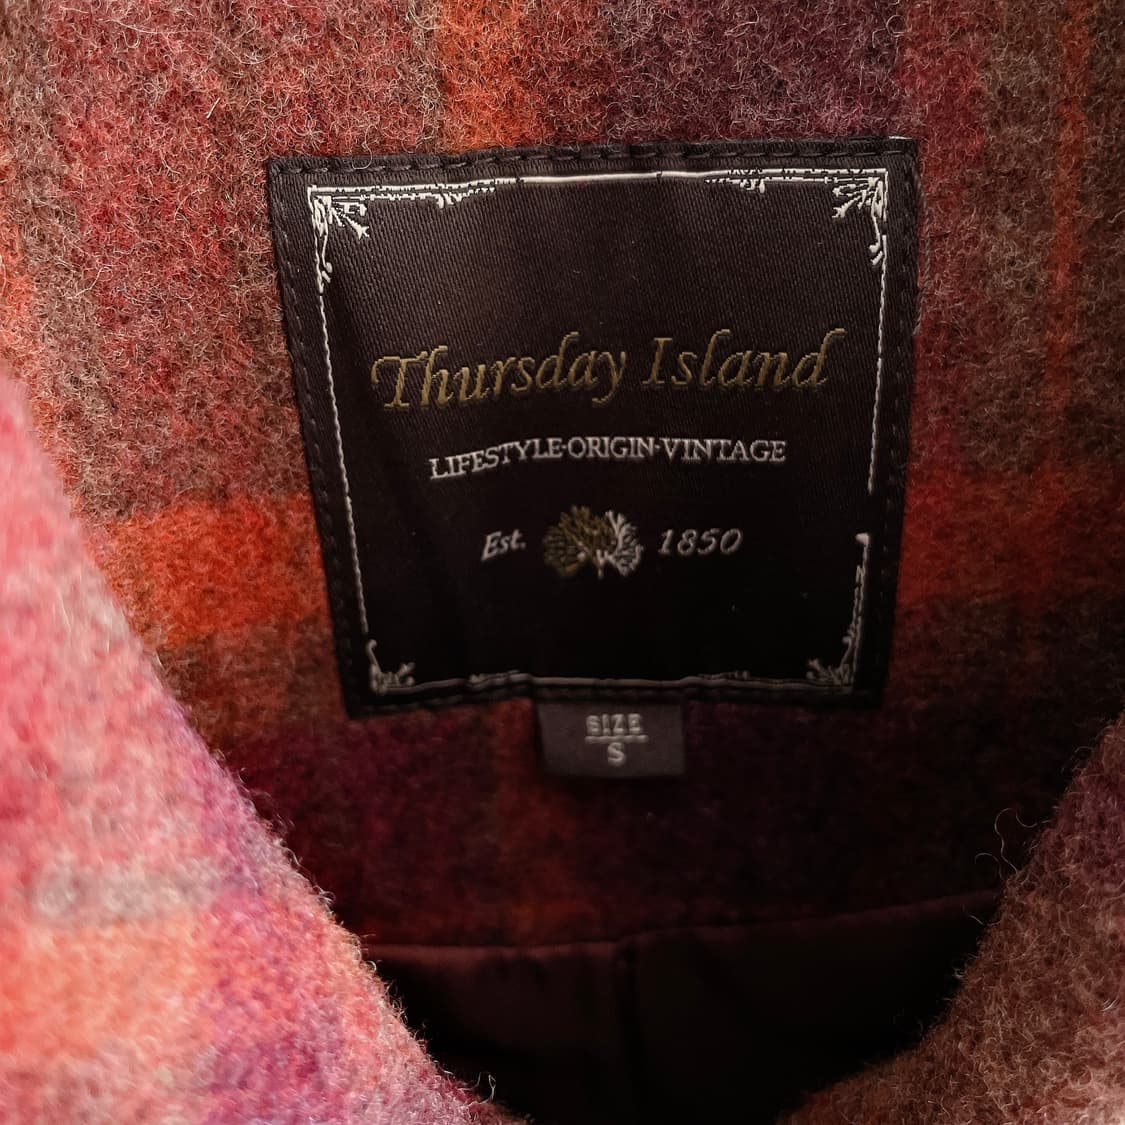 Thursday Island
LIFESTYLE·ORIGIN·VINTAGE
Est. 1850
SIZE
S